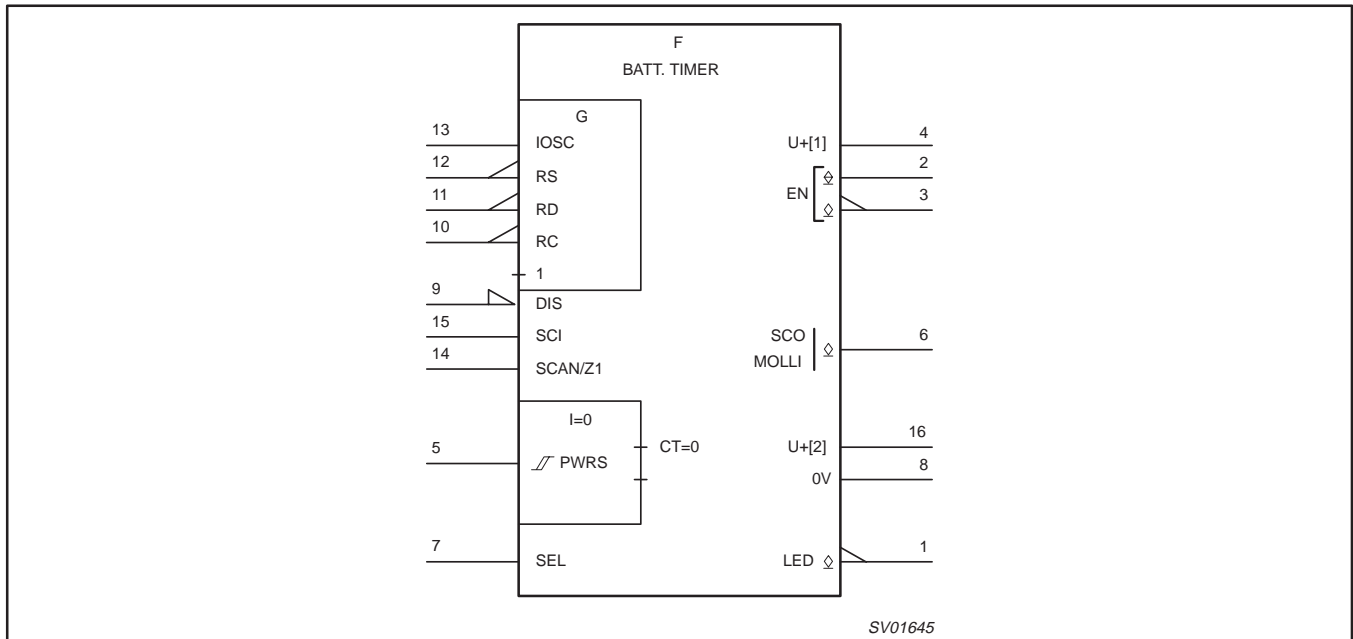 F
BATT. TIMER
G
13 IOSC U+[1] 4
12 RS 2
EN
11 RD 3
10 RC
1
9 DIS
15 SCI SCO 6
MOLLI
14 SCAN/Z1
I=0
5 PWRS CT=0 U+[2] 16
0V 8
7 SEL LED 1
SV01645